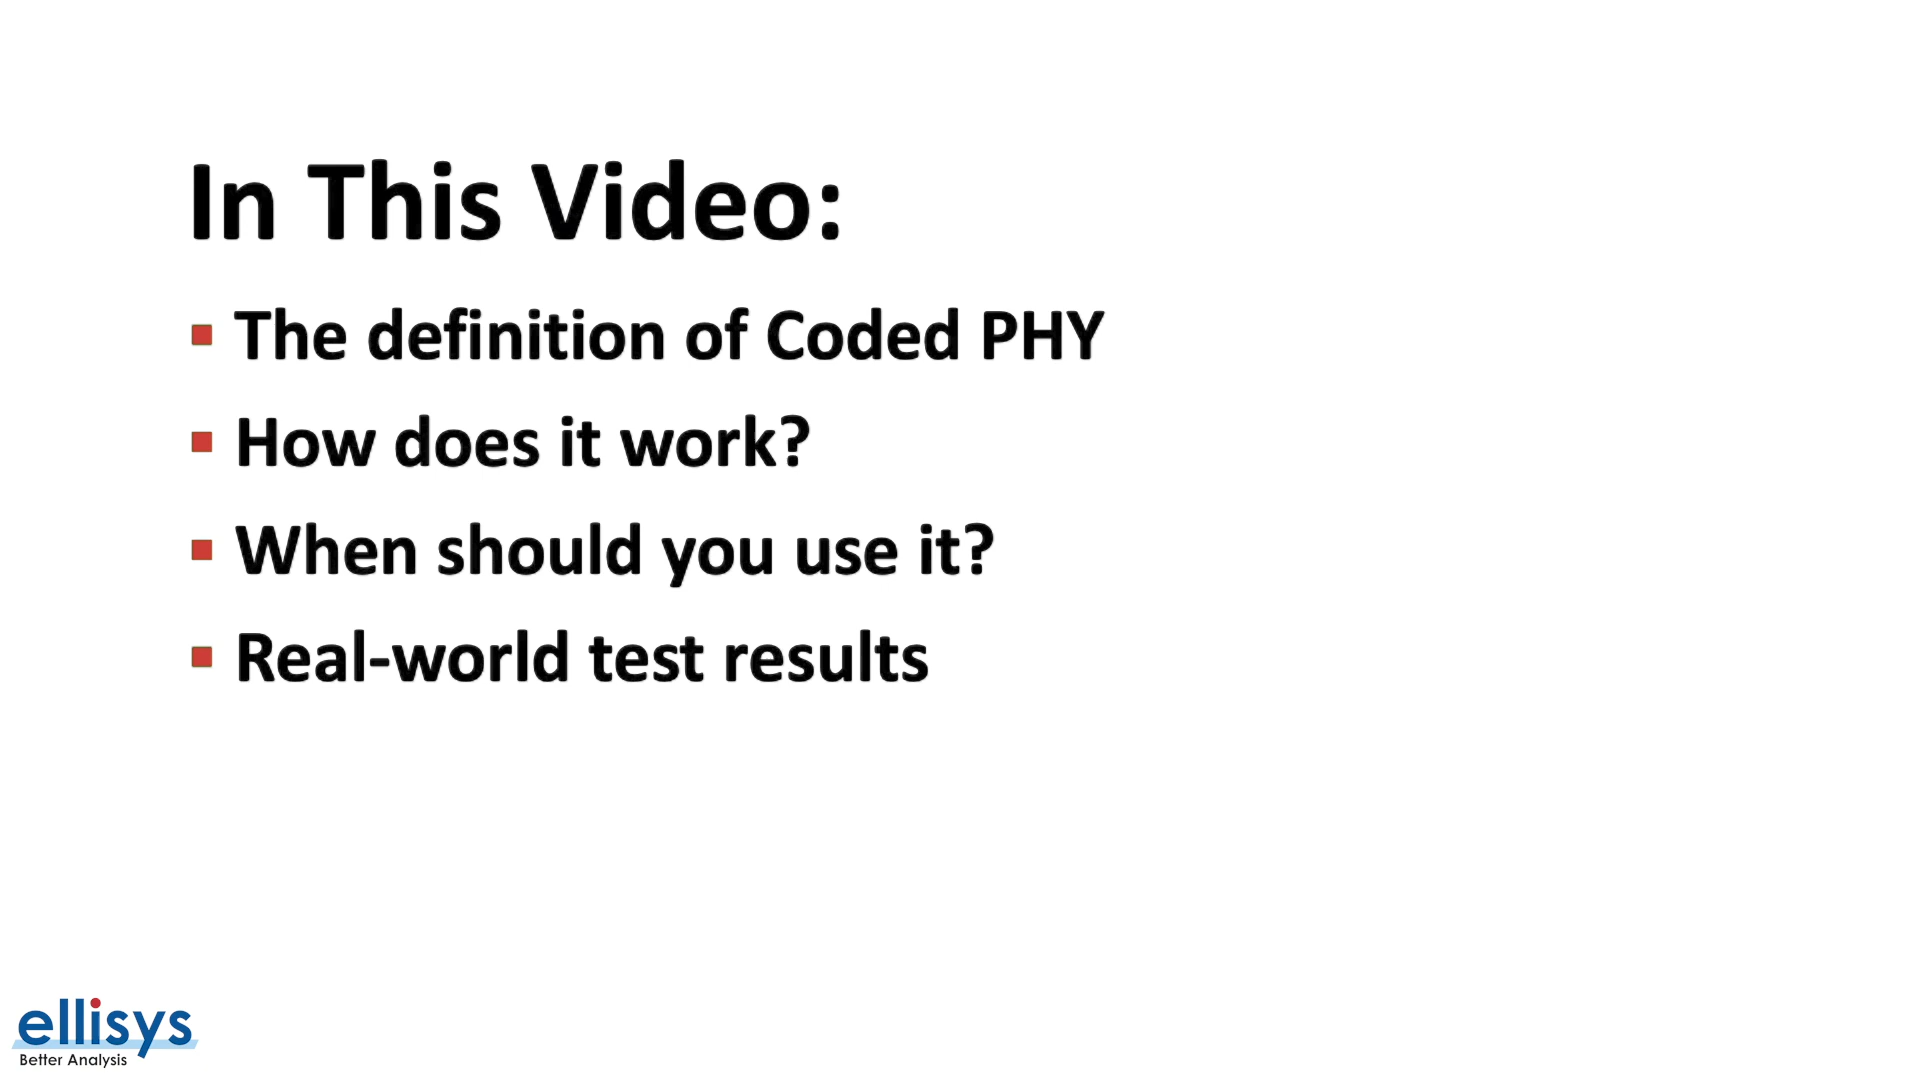 In This Video:
The definition of Coded PHY
How does it work?
When should you use it?
Real-world test results
ellisys
Better Analysis